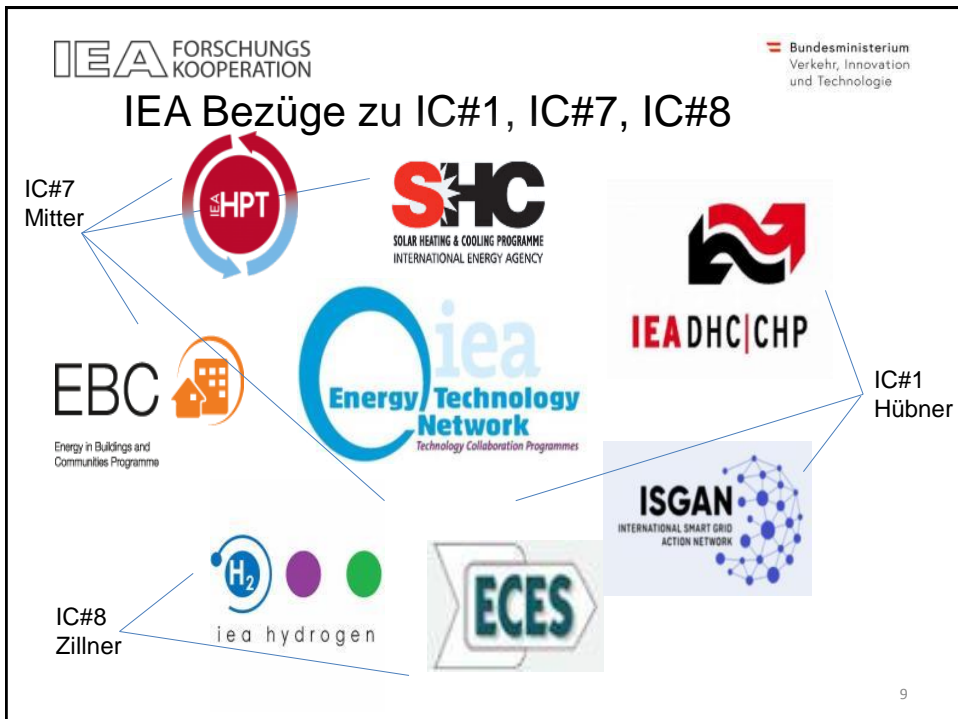 IEA FORSCHUNGS
KOOPERATION
Bundesministerium
Verkehr, Innovation
und Technologie
IEA Bezüge zu IC#1, IC#7, IC#8
IC#7
Mitter
IEA HPT
SHC
SOLAR HEATING & COOLING PROGRAMME
INTERNATIONAL ENERGY AGENCY
IEA DHC|CHP
EBC
Energy in Buildings and
Communities Programme
iea
Energy Technology
Network
Technology Collaboration Programmes
IC#1
Hübner
ISGAN
INTERNATIONAL SMART GRID
ACTION NETWORK
H2
iea hydrogen
ECES
IC#8
Zillner
9